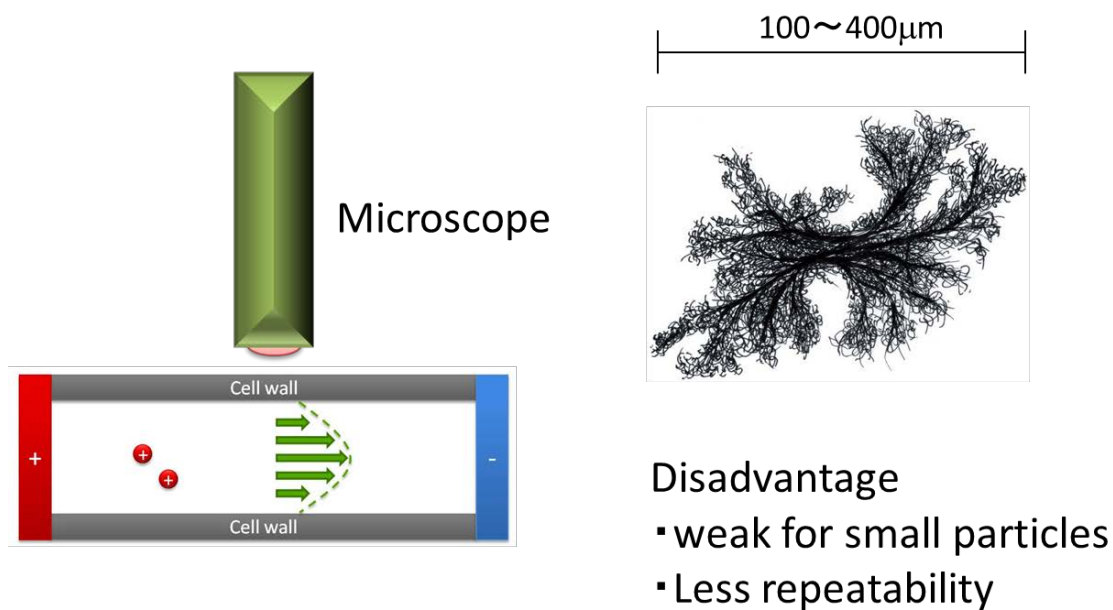 100～400μm
Microscope
Cell wall
+
+
+
-
Cell wall
Disadvantage
・weak for small particles
・Less repeatability